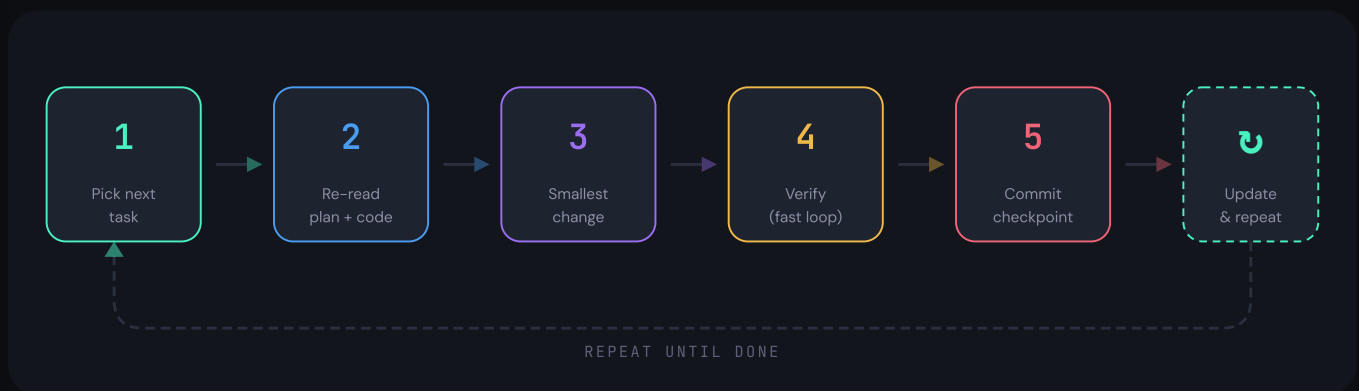 1
Pick next
task
2
Re-read
plan + code
3
Smallest
change
4
Verify
(fast loop)
5
Commit
checkpoint
↻
Update
& repeat
REPEAT UNTIL DONE